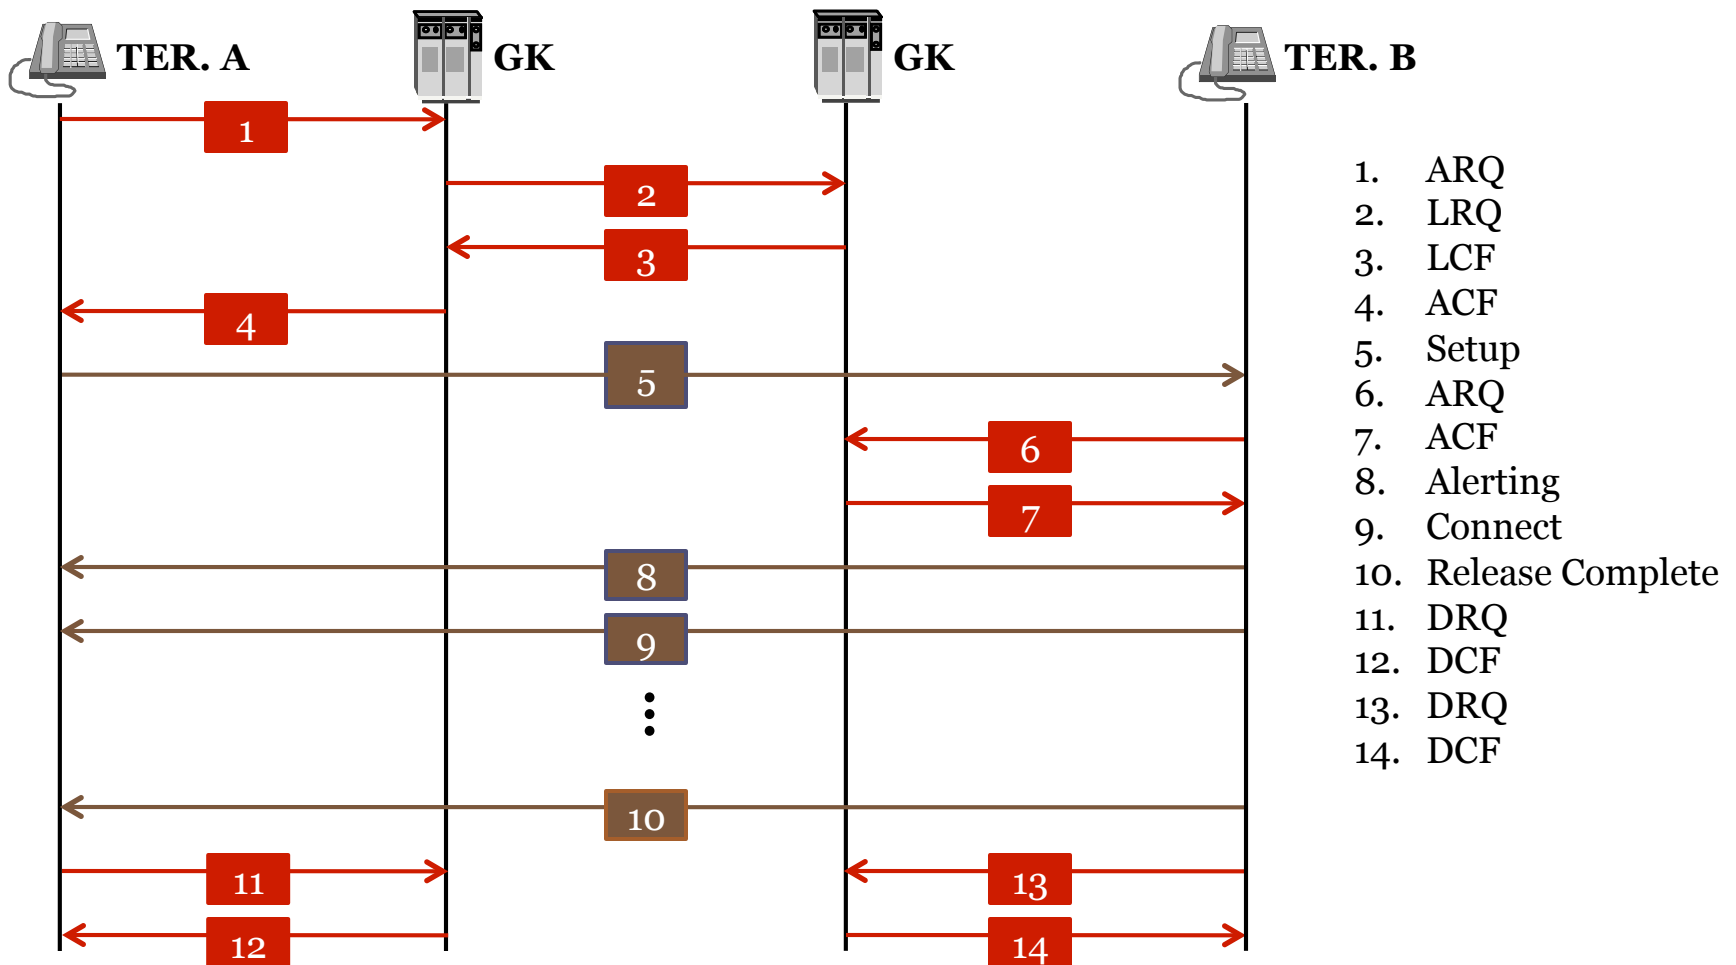 TER. A
GK
GK
TER. B
1
2
3
4
5
6
7
8
9
10
11
13
12
14
1. ARQ
2. LRQ
3. LCF
4. ACF
5. Setup
6. ARQ
7. ACF
8. Alerting
9. Connect
10. Release Complete
11. DRQ
12. DCF
13. DRQ
14. DCF